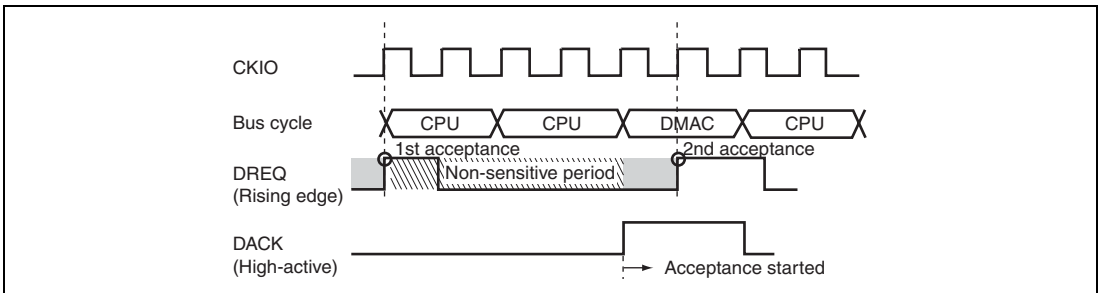 CKIO
Bus cycle
CPU CPU DMAC CPU
1st acceptance 2nd acceptance
DREQ
(Rising edge)
Non-sensitive period
DACK
(High-active)
Acceptance started